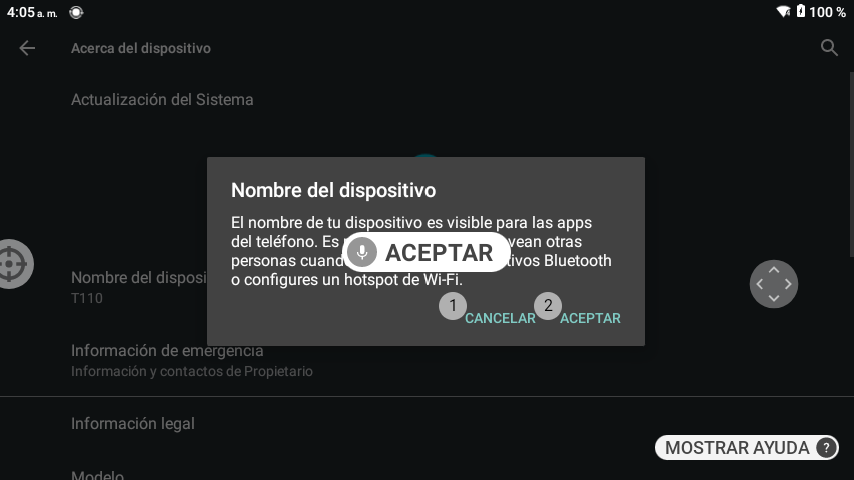 4:05 a. m.
100 %
Acerca del dispositivo
Actualización del Sistema
Nombre del dispositivo
El nombre de tu dispositivo es visible para las apps
del teléfono. Es vean otras
personas cuand tivos Bluetooth
o configures un hotspot de Wi-Fi.
ACEPTAR
1 CANCELAR
2 ACEPTAR
Nombre del disposi
T110
Información de emergencia
Información y contactos de Propietario
Información legal
MOSTRAR AYUDA ?
Modelo